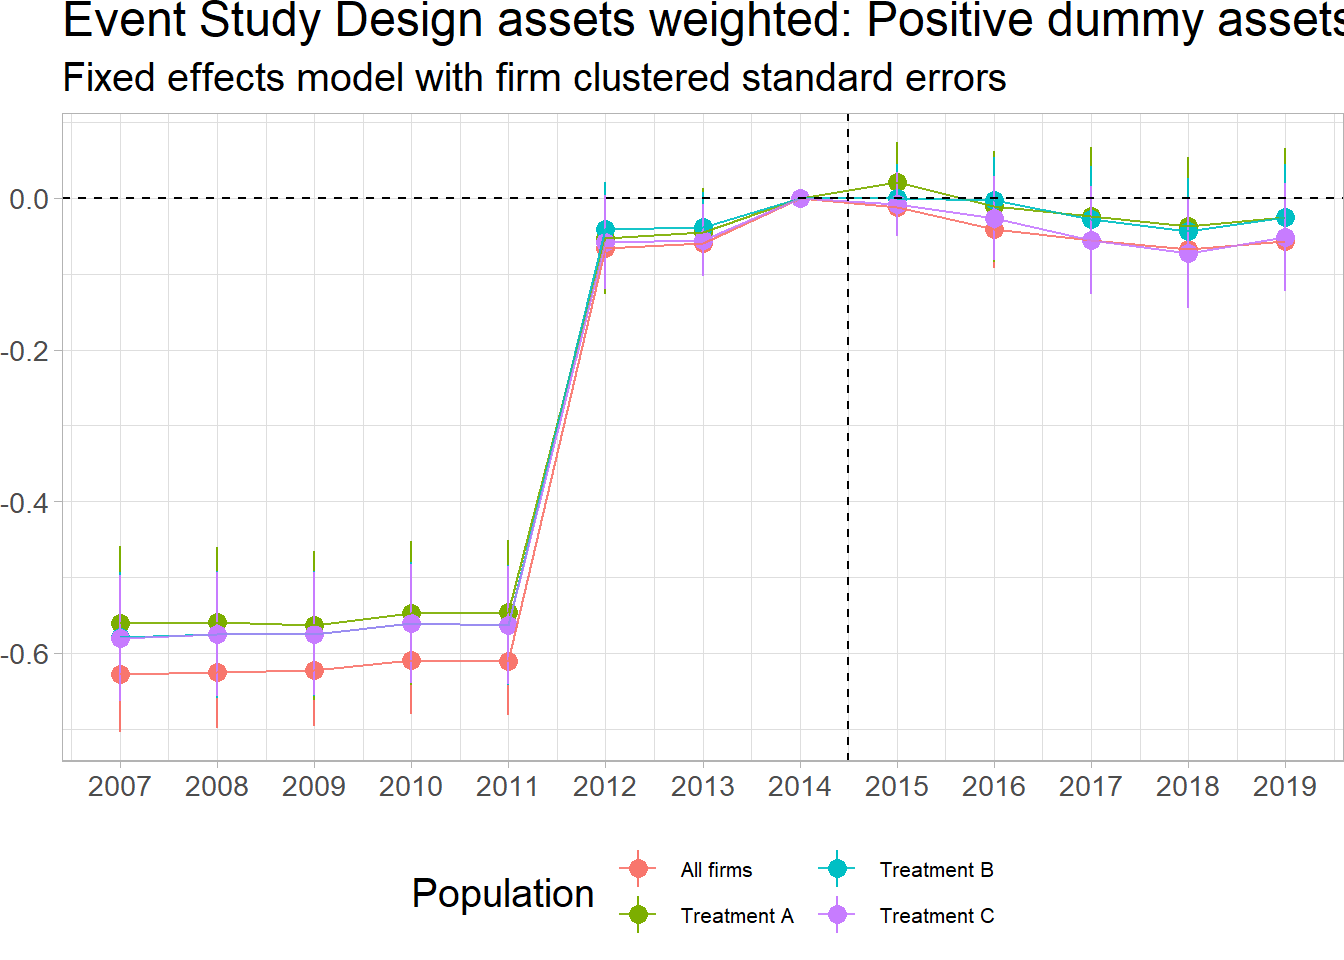 Event Study Design assets weighted: Positive dummy assets
Fixed effects model with firm clustered standard errors
0.0
-0.2
-0.4
-0.6
2007 2008 2009 2010 2011 2012 2013 2014 2015 2016 2017 2018 2019
Population
All firms
Treatment A
Treatment B
Treatment C